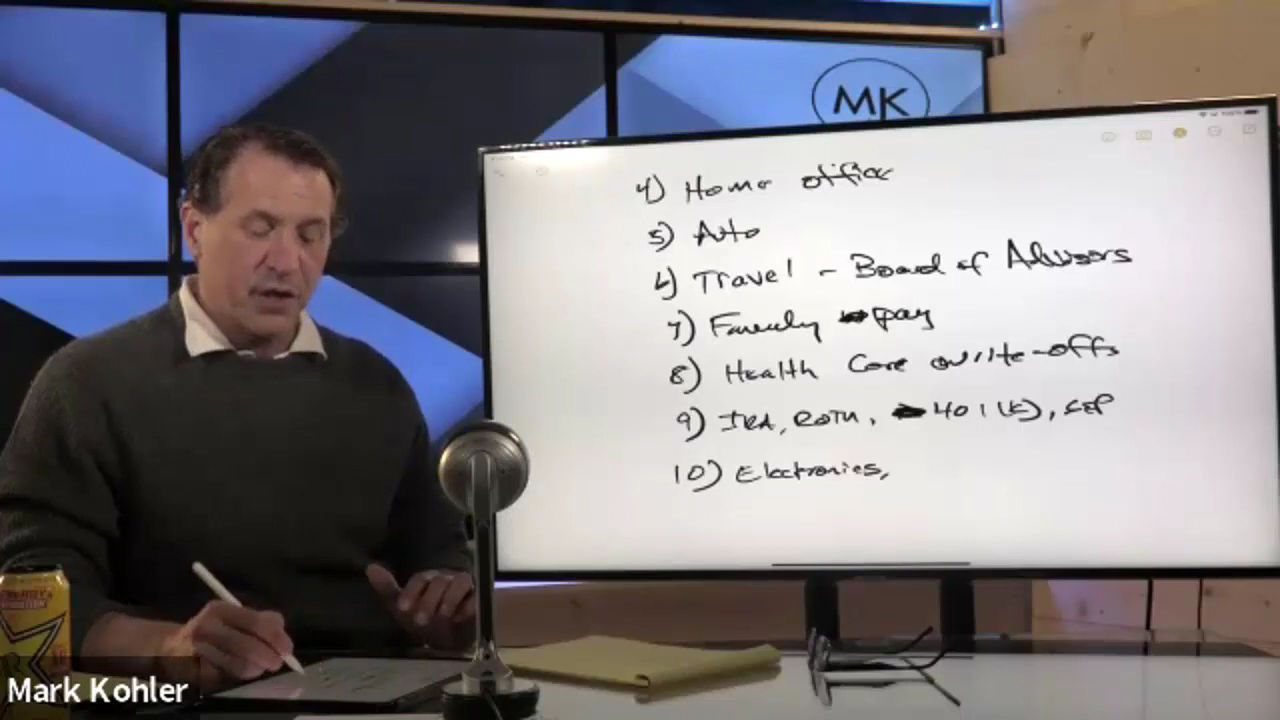 MK
4) Home office
5) Auto
6) Travel - Board of Advisors
7) Family pay
8) Health Care write-offs
9) IRA, ROTH, 401(k), SEP
10) Electronics,
Mark Kohler